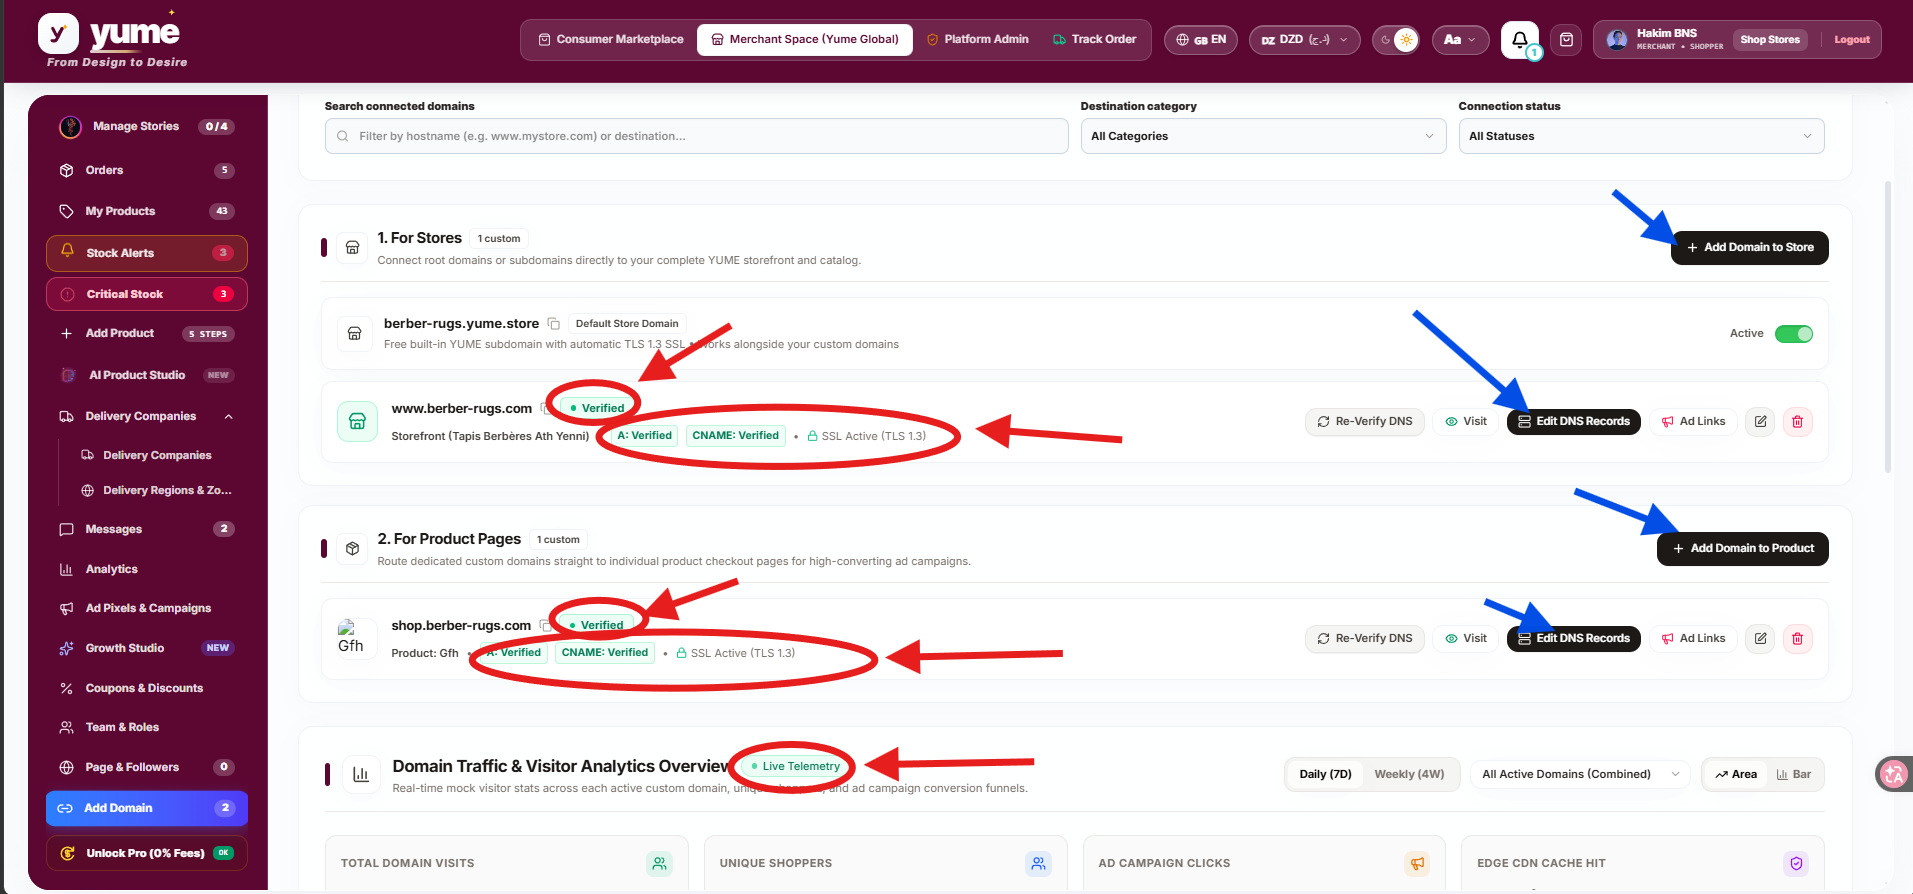 y
yume
From Design to Desire
Consumer Marketplace
Merchant Space (Yume Global)
Platform Admin
Track Order
GB EN
DZ DZD (د.ج)
Aa
1
Hakim BNS
MERCHANT • SHOPPER
Shop Stores
Logout
Manage Stories 0/4
Orders 5
My Products 43
Stock Alerts 3
Critical Stock 3
Add Product 5 STEPS
AI Product Studio NEW
Delivery Companies
Delivery Companies
Delivery Regions & Zo...
Messages 2
Analytics
Ad Pixels & Campaigns
Growth Studio NEW
Coupons & Discounts
Team & Roles
Page & Followers 0
Add Domain 2
Unlock Pro (0% Fees) OK
Search connected domains
Filter by hostname (e.g. www.mystore.com) or destination...
Destination category
All Categories
Connection status
All Statuses
1. For Stores 1 custom
Connect root domains or subdomains directly to your complete YUME storefront and catalog.
+ Add Domain to Store
berber-rugs.yume.store Default Store Domain
Free built-in YUME subdomain with automatic TLS 1.3 SSL • works alongside your custom domains
Active
www.berber-rugs.com • Verified
Storefront (Tapis Berbères Ath Yenni) A: Verified CNAME: Verified • SSL Active (TLS 1.3)
Re-Verify DNS Visit Edit DNS Records Ad Links
2. For Product Pages 1 custom
Route dedicated custom domains straight to individual product checkout pages for high-converting ad campaigns.
+ Add Domain to Product
Gfh
shop.berber-rugs.com • Verified
Product: Gfh • A: Verified CNAME: Verified • SSL Active (TLS 1.3)
Re-Verify DNS Visit Edit DNS Records Ad Links
Domain Traffic & Visitor Analytics Overview • Live Telemetry
Real-time mock visitor stats across each active custom domain, unique shoppers, and ad campaign conversion funnels.
Daily (7D) Weekly (4W)
All Active Domains (Combined)
Area Bar
TOTAL DOMAIN VISITS
UNIQUE SHOPPERS
AD CAMPAIGN CLICKS
EDGE CDN CACHE HIT